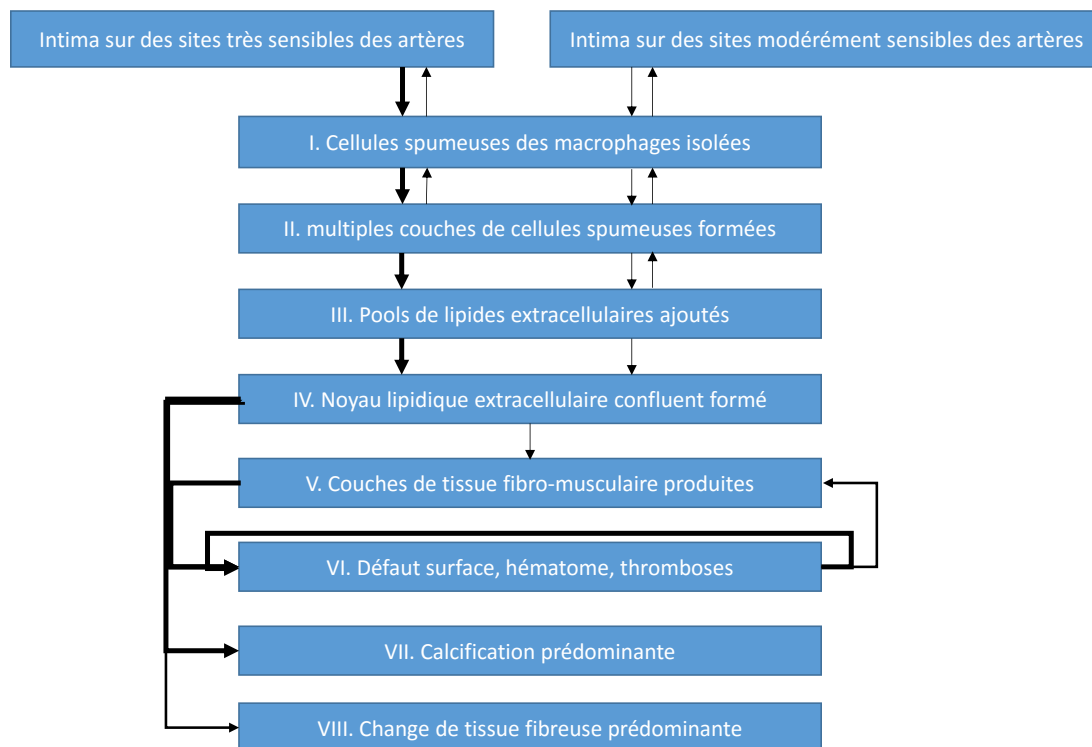 Intima sur des sites très sensibles des artères
Intima sur des sites modérément sensibles des artères
I. Cellules spumeuses des macrophages isolées
II. multiples couches de cellules spumeuses formées
III. Pools de lipides extracellulaires ajoutés
IV. Noyau lipidique extracellulaire confluent formé
V. Couches de tissue fibro-musculaire produites
VI. Défaut surface, hématome, thromboses
VII. Calcification prédominante
VIII. Change de tissue fibreuse prédominante